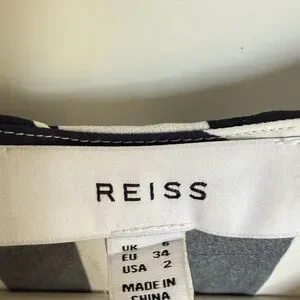 REISS
UK 6
EU 34
USA 2
MADE IN
CHINA